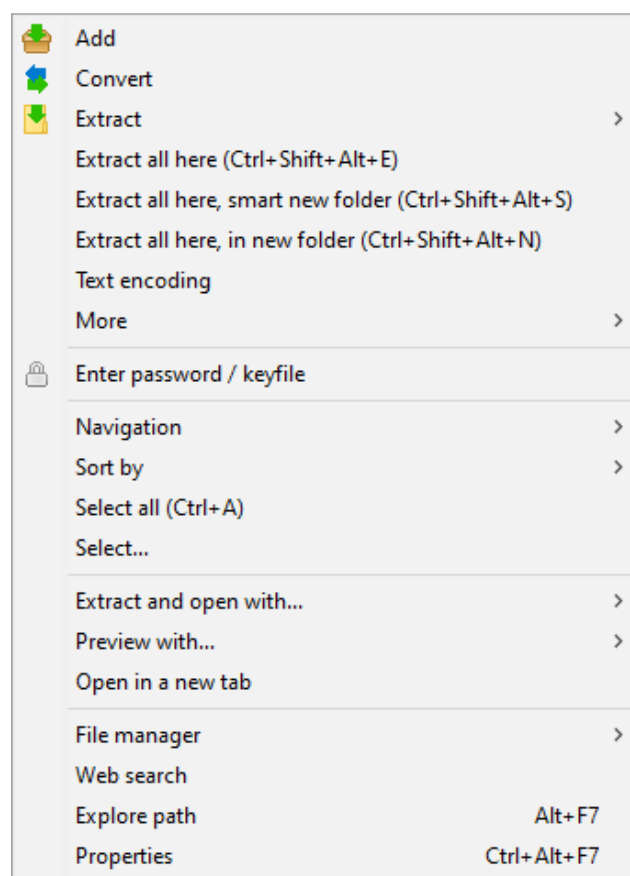 Add
Convert
Extract
Extract all here (Ctrl+Shift+Alt+E)
Extract all here, smart new folder (Ctrl+Shift+Alt+S)
Extract all here, in new folder (Ctrl+Shift+Alt+N)
Text encoding
More
Enter password / keyfile
Navigation
Sort by
Select all (Ctrl+A)
Select...
Extract and open with...
Preview with...
Open in a new tab
File manager
Web search
Explore path Alt+F7
Properties Ctrl+Alt+F7